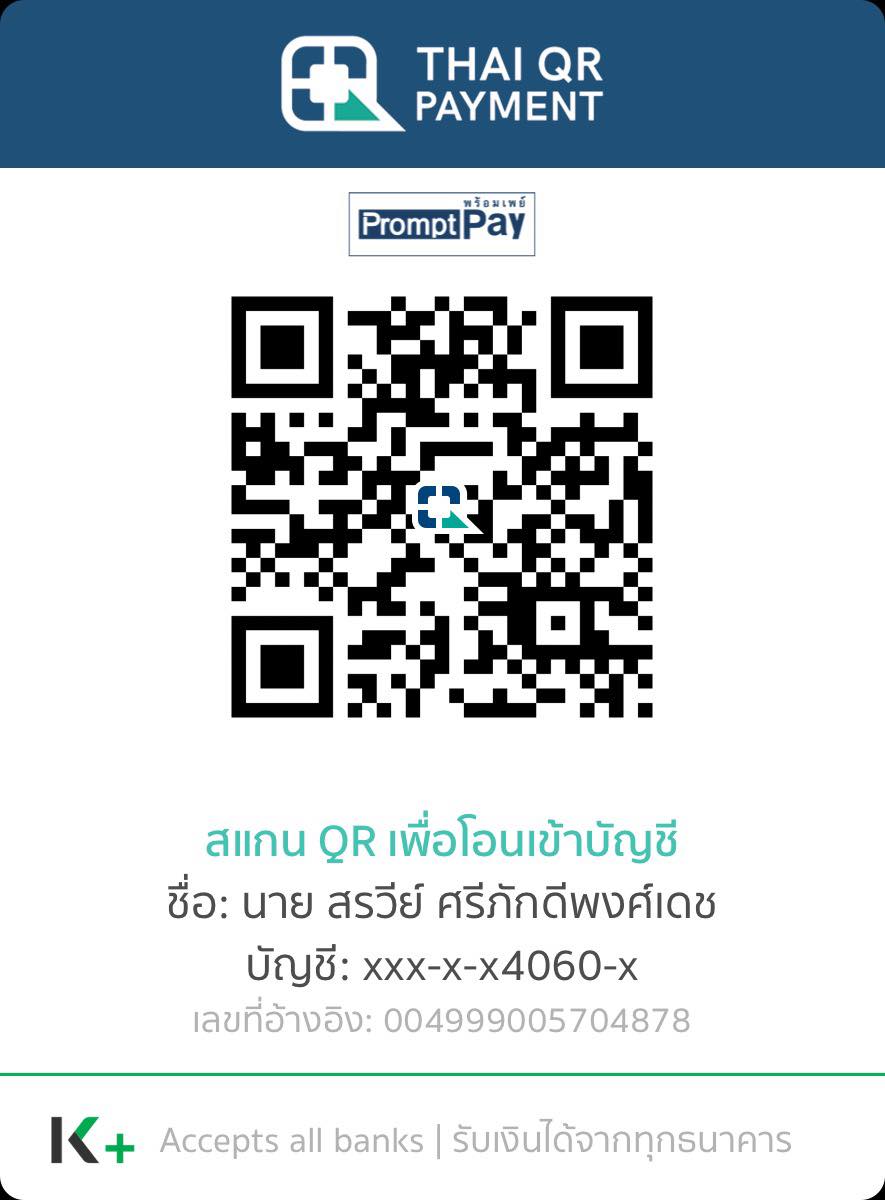 THAI QR
PAYMENT
พร้อมเพย์
PromptPay
สแกน QR เพื่อโอนเข้าบัญชี
ชื่อ: นาย สรวีย์ ศรีภักดีพงศ์เดช
บัญชี: xxx-x-x4060-x
เลขที่อ้างอิง: 004999005704878
K+ Accepts all banks | รับเงินได้จากทุกธนาคาร